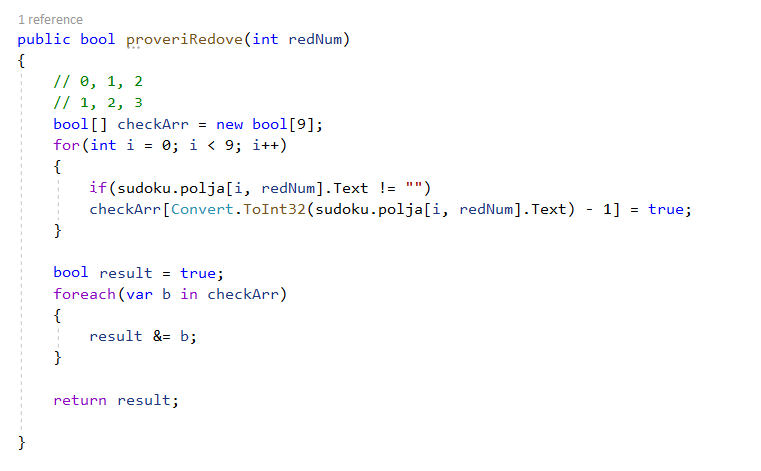 1 reference
public bool proveriRedove(int redNum)
{
// 0, 1, 2
// 1, 2, 3
bool[] checkArr = new bool[9];
for(int i = 0; i < 9; i++)
{
if(sudoku.polja[i, redNum].Text != "")
checkArr[Convert.ToInt32(sudoku.polja[i, redNum].Text) - 1] = true;
}
bool result = true;
foreach(var b in checkArr)
{
result &= b;
}
return result;
}